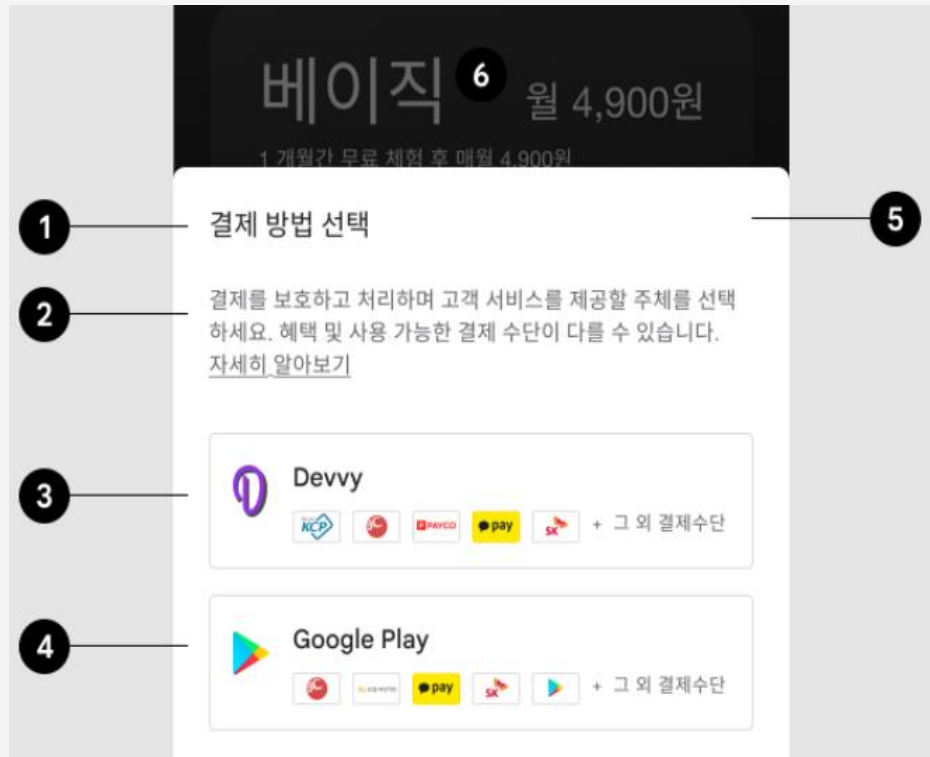 베이직 6 월 4,900원
1 개월간 무료 체험 후 매월 4,900원
1 결제 방법 선택 5
2 결제를 보호하고 처리하며 고객 서비스를 제공할 주체를 선택
하세요. 혜택 및 사용 가능한 결제 수단이 다를 수 있습니다.
자세히 알아보기
3 Devvy
KCP PAYCO pay SK + 그 외 결제수단
4 Google Play
pay SK + 그 외 결제수단